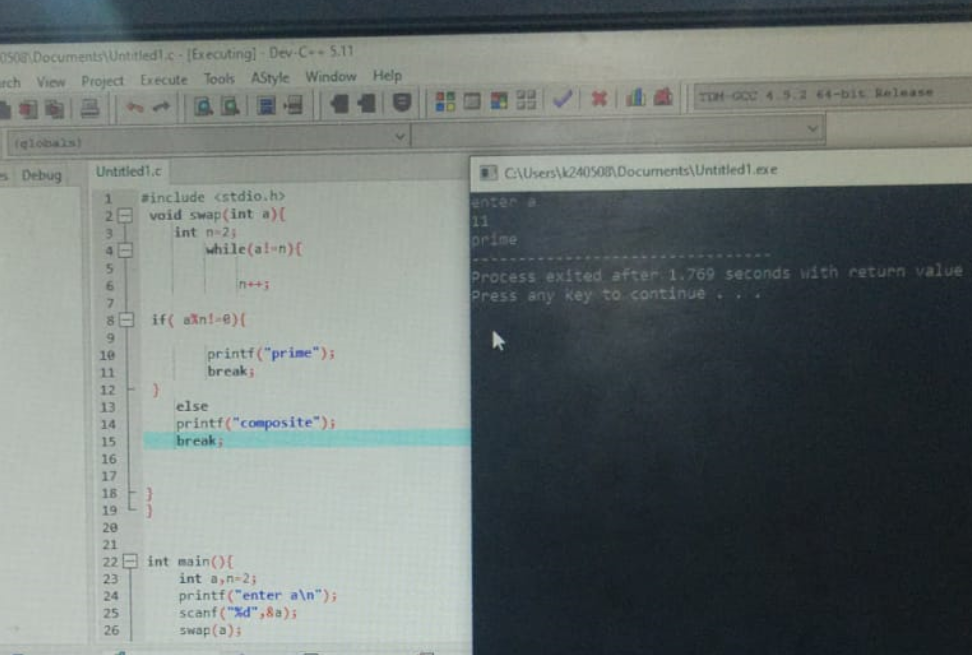 0508\Documents\Untitled1.c - [Executing] - Dev-C++ 5.11
View Project Execute Tools AStyle Window Help
TDM-GCC 4.9.2 64-bit Release
(globals)
Debug
Untitled1.c
1 #include <stdio.h>
2 void swap(int a){
3 int n=2;
4 while(a!=n){
5
6 n++;
7
8 if( a%n!=0){
9
10 printf("prime");
11 break;
12 }
13 else
14 printf("composite");
15 break;
16
17
18 }
19 }
20
21
22 int main(){
23 int a,n=2;
24 printf("enter a\n");
25 scanf("%d",&a);
26 swap(a);
C:\Users\k240508\Documents\Untitled1.exe
enter a
11
prime
--------------------------------
Process exited after 1.769 seconds with return value
Press any key to continue . . .